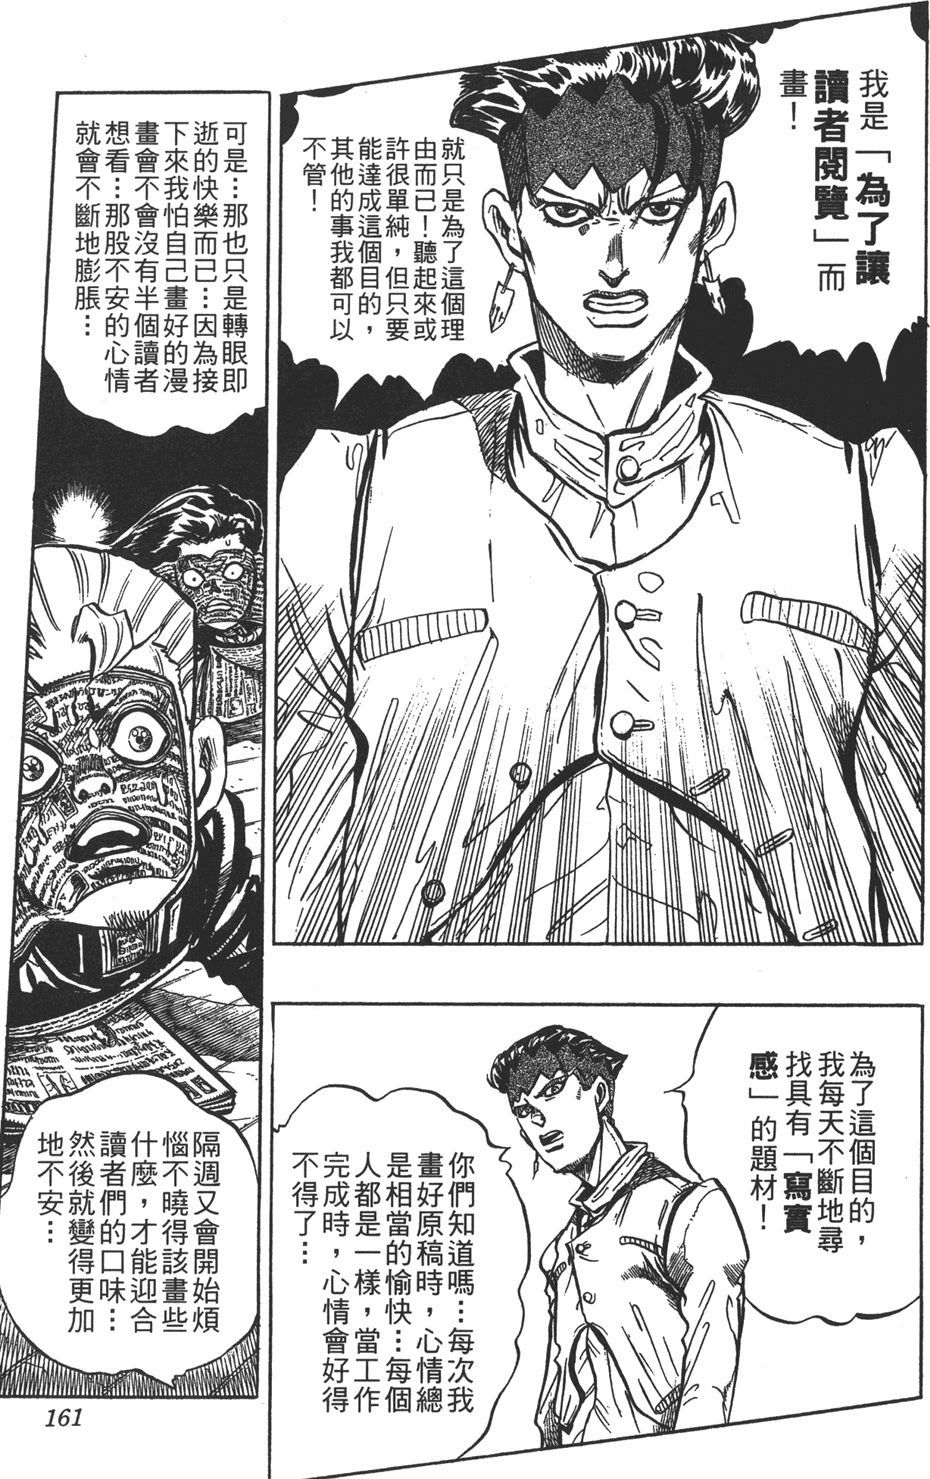 我是「為了讓
讀者閱覽」而
畫！
就只是為了這個理
由而已！聽起來或
許很單純，但只要
能達成這個目的，
其他的事我都可以
不管！
為了這個目的，
我每天不斷地尋
找具有「寫實
感」的題材！
你們知道嗎…每次我
畫好原稿時，心情總
是相當的愉快…每個
人都是一樣，當工作
完成時，心情會好得
不得了…
可是…那也只是轉眼即
逝的快樂而已…因為接
下來我怕自己畫好的漫
畫會不會沒有半個讀者
想看…那股不安的心情
就會不斷地膨脹…
隔週又會開始煩
惱不曉得該畫些
什麼，才能迎合
讀者們的口味…
然後就變得更加
地不安…
161